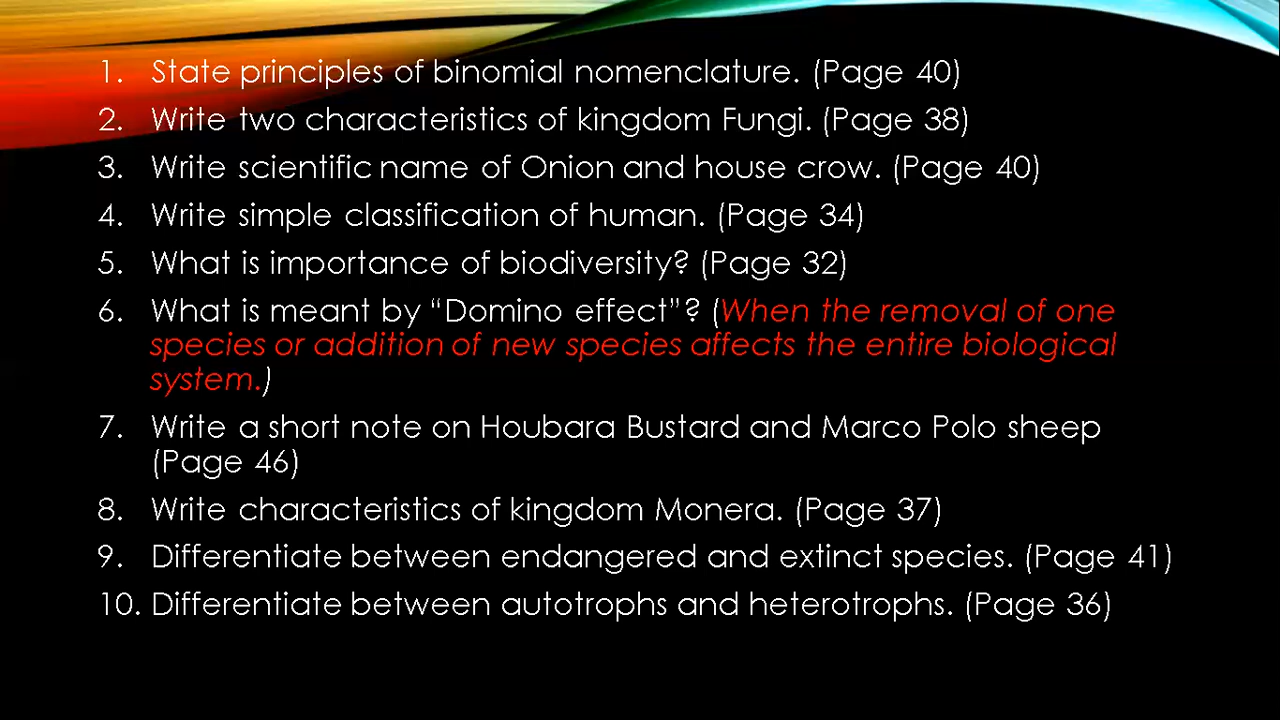 1. State principles of binomial nomenclature. (Page 40)
2. Write two characteristics of kingdom Fungi. (Page 38)
3. Write scientific name of Onion and house crow. (Page 40)
4. Write simple classification of human. (Page 34)
5. What is importance of biodiversity? (Page 32)
6. What is meant by “Domino effect”? (When the removal of one
species or addition of new species affects the entire biological
system.)
7. Write a short note on Houbara Bustard and Marco Polo sheep
(Page 46)
8. Write characteristics of kingdom Monera. (Page 37)
9. Differentiate between endangered and extinct species. (Page 41)
10. Differentiate between autotrophs and heterotrophs. (Page 36)